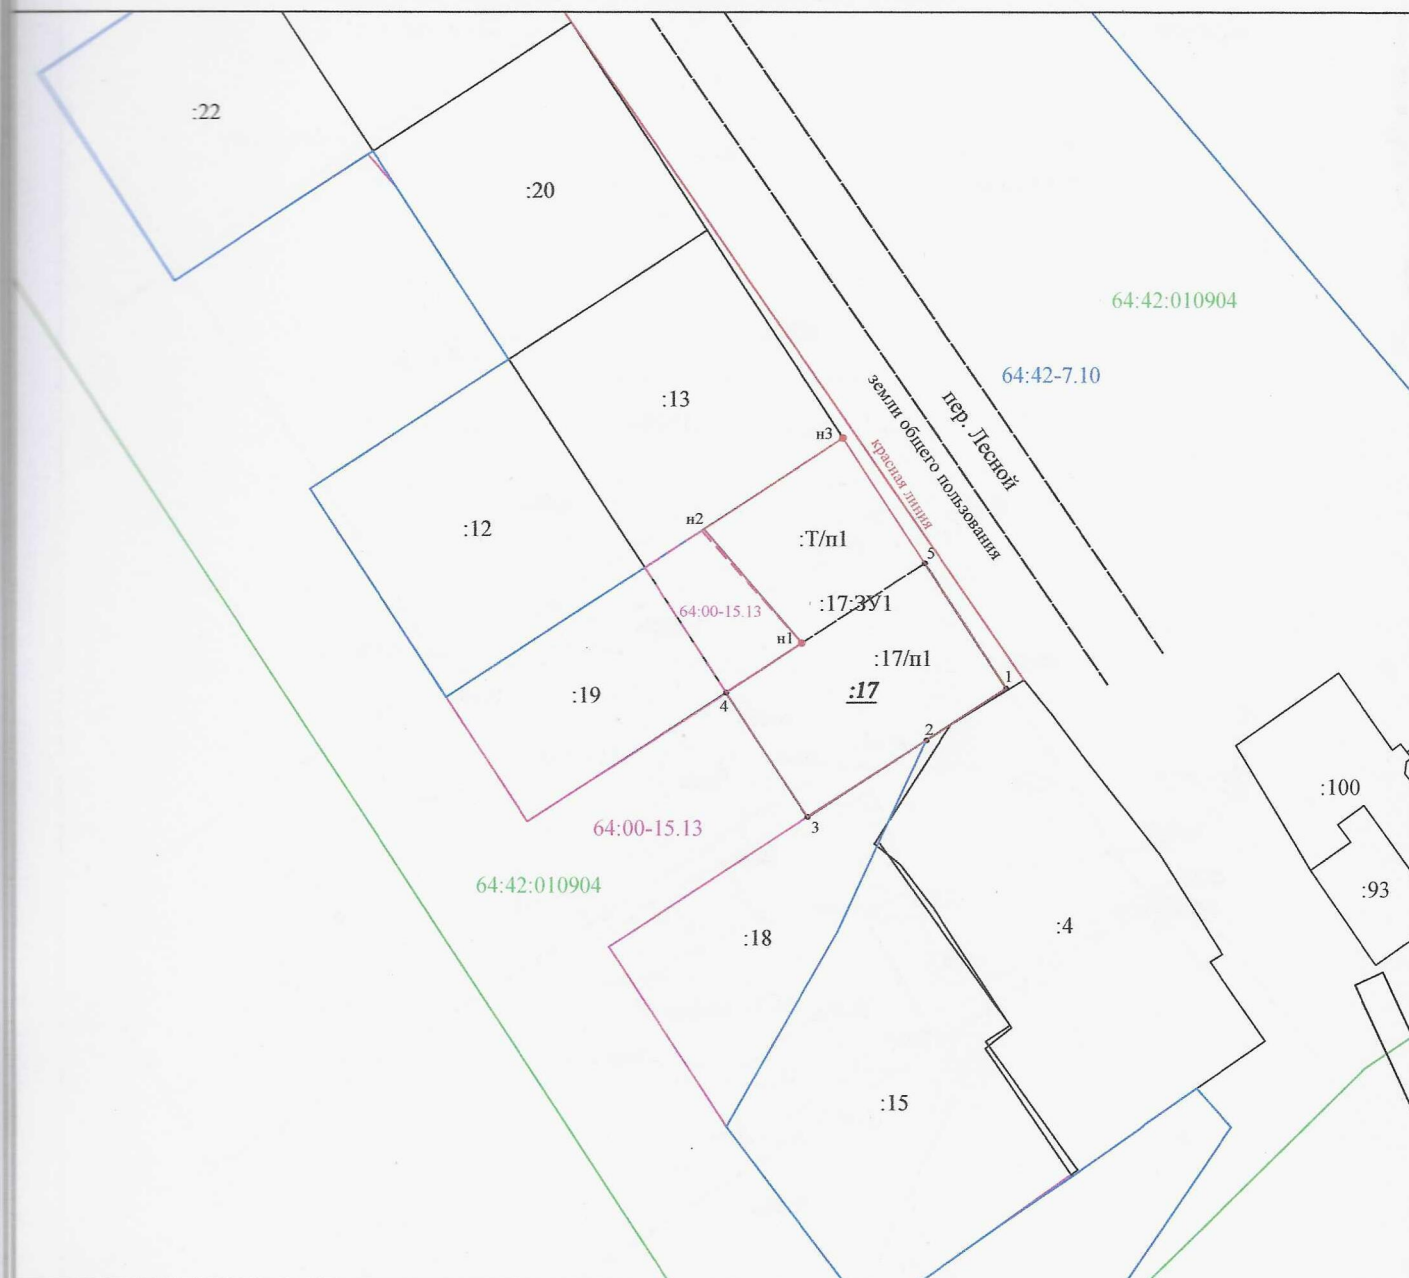 :22
:20
64:42:010904
64:42-7.10
:13
пер. Лесной
земли общего пользования
красная линия
н3
н2
:12
:Т/п1
5
:17:ЗУ1
64:00-15.13
н1
:17/п1
1
:17
:19
4
2
:100
3
64:00-15.13
64:42:010904
:93
:4
:18
:15